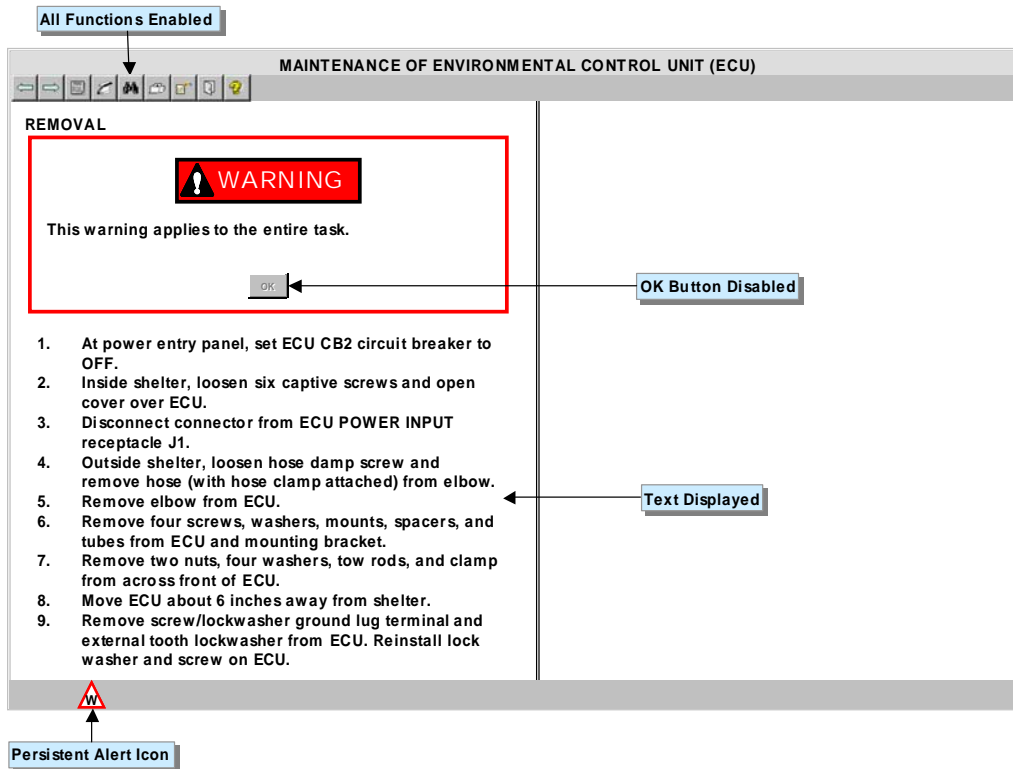 All Functions Enabled
MAINTENANCE OF ENVIRONMENTAL CONTROL UNIT (ECU)
REMOVAL
WARNING
This warning applies to the entire task.
OK
OK Button Disabled
1. At power entry panel, set ECU CB2 circuit breaker to
OFF.
2. Inside shelter, loosen six captive screws and open
cover over ECU.
3. Disconnect connector from ECU POWER INPUT
receptacle J1.
4. Outside shelter, loosen hose damp screw and
remove hose (with hose clamp attached) from elbow.
5. Remove elbow from ECU.
Text Displayed
6. Remove four screws, washers, mounts, spacers, and
tubes from ECU and mounting bracket.
7. Remove two nuts, four washers, tow rods, and clamp
from across front of ECU.
8. Move ECU about 6 inches away from shelter.
9. Remove screw/lockwasher ground lug terminal and
external tooth lockwasher from ECU. Reinstall lock
washer and screw on ECU.
W
Persistent Alert Icon